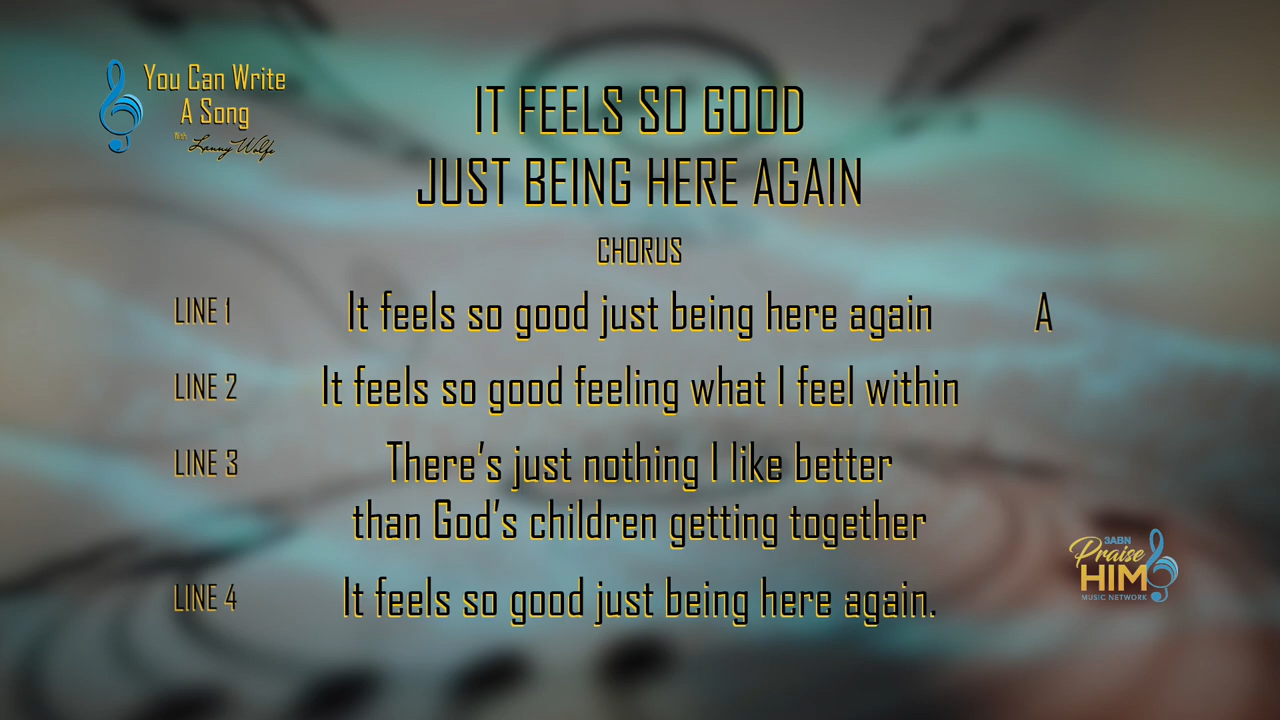 You Can Write
A Song
With Lanny Wolfe
IT FEELS SO GOOD
JUST BEING HERE AGAIN
CHORUS
LINE 1 It feels so good just being here again A
LINE 2 It feels so good feeling what I feel within
LINE 3 There's just nothing I like better
than God's children getting together
LINE 4 It feels so good just being here again.
3ABN
Praise
HIM
MUSIC NETWORK